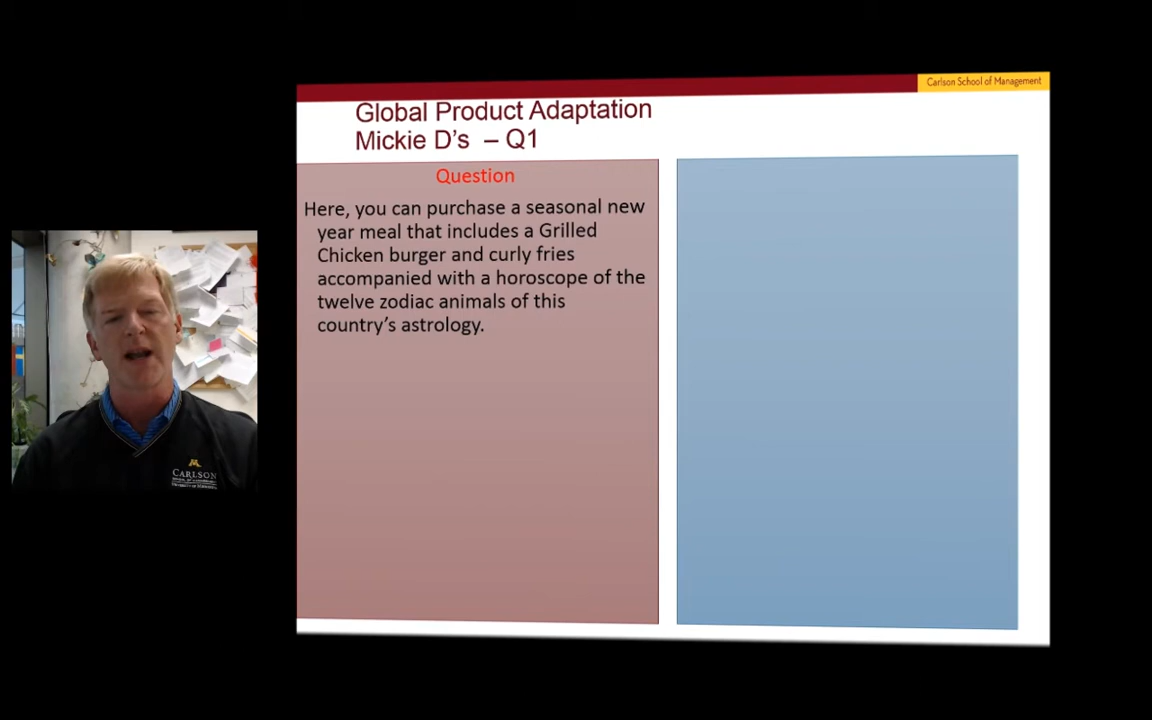 Carlson School of Management
Global Product Adaptation
Mickie D's – Q1
Question
Here, you can purchase a seasonal new
year meal that includes a Grilled
Chicken burger and curly fries
accompanied with a horoscope of the
twelve zodiac animals of this
country's astrology.
CARLSON